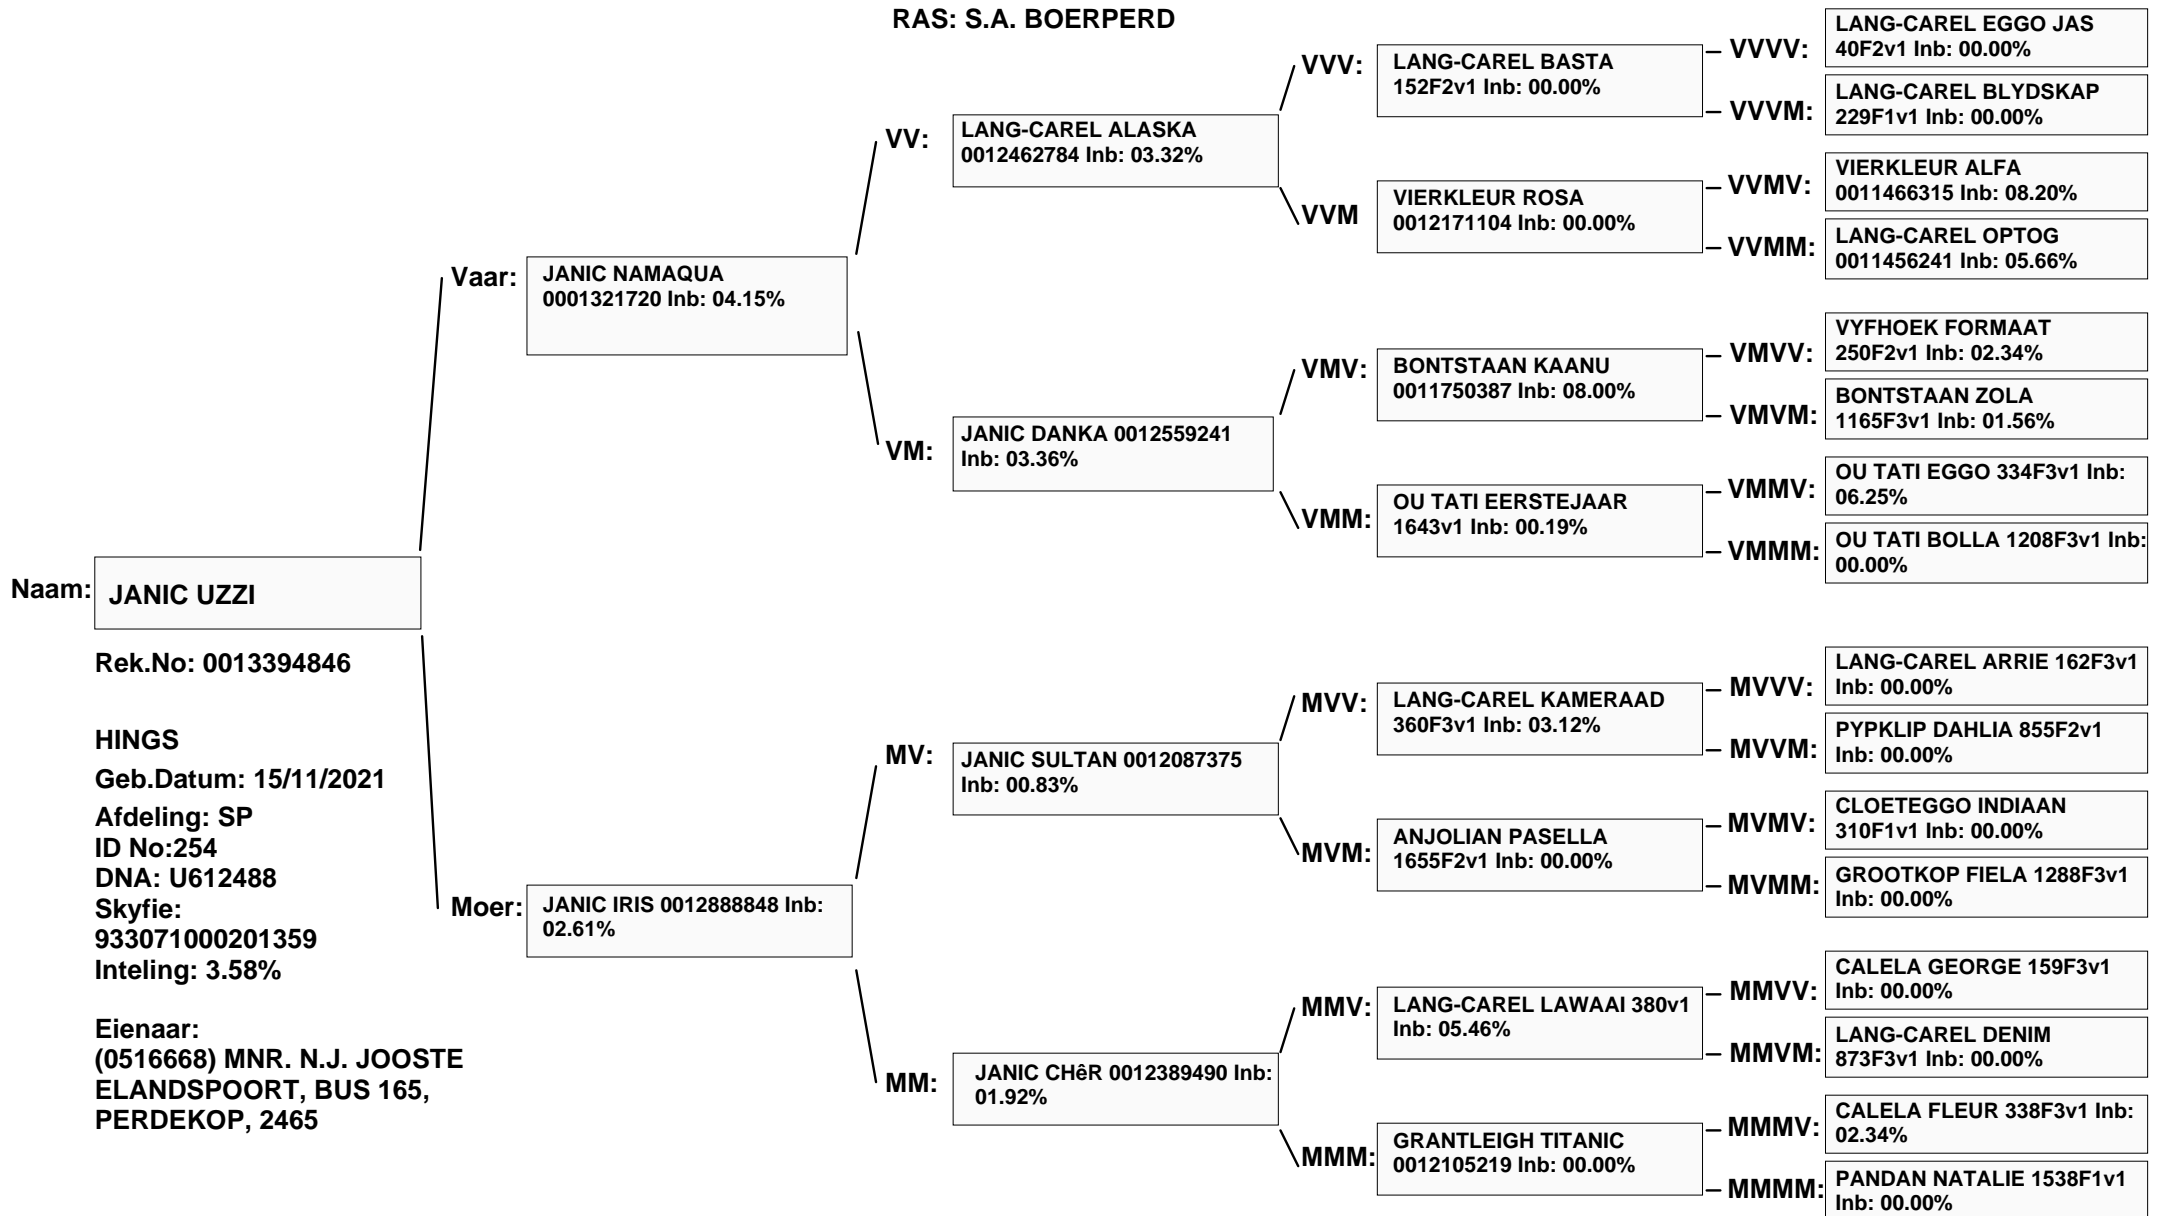 RAS: S.A. BOERPERD
Naam:
JANIC UZZI
Rek.No: 0013394846
HINGS
Geb.Datum: 15/11/2021
Afdeling: SP
ID No:254
DNA: U612488
Skyfie:
933071000201359
Inteling: 3.58%
Eienaar:
(0516668) MNR. N.J. JOOSTE
ELANDSPOORT, BUS 165,
PERDEKOP, 2465
Vaar:
JANIC NAMAQUA
0001321720 Inb: 04.15%
Moer:
JANIC IRIS 0012888848 Inb:
02.61%
VV:
LANG-CAREL ALASKA
0012462784 Inb: 03.32%
VM:
JANIC DANKA 0012559241
Inb: 03.36%
MV:
JANIC SULTAN 0012087375
Inb: 00.83%
MM:
JANIC CHêR 0012389490 Inb:
01.92%
VVV:
LANG-CAREL BASTA
152F2v1 Inb: 00.00%
VVM
VIERKLEUR ROSA
0012171104 Inb: 00.00%
VMV:
BONTSTAAN KAANU
0011750387 Inb: 08.00%
VMM:
OU TATI EERSTEJAAR
1643v1 Inb: 00.19%
MVV:
LANG-CAREL KAMERAAD
360F3v1 Inb: 03.12%
MVM:
ANJOLIAN PASELLA
1655F2v1 Inb: 00.00%
MMV:
LANG-CAREL LAWAAI 380v1
Inb: 05.46%
MMM:
GRANTLEIGH TITANIC
0012105219 Inb: 00.00%
VVVV:
LANG-CAREL EGGO JAS
40F2v1 Inb: 00.00%
VVVM:
LANG-CAREL BLYDSKAP
229F1v1 Inb: 00.00%
VVMV:
VIERKLEUR ALFA
0011466315 Inb: 08.20%
VVMM:
LANG-CAREL OPTOG
0011456241 Inb: 05.66%
VMVV:
VYFHOEK FORMAAT
250F2v1 Inb: 02.34%
VMVM:
BONTSTAAN ZOLA
1165F3v1 Inb: 01.56%
VMMV:
OU TATI EGGO 334F3v1 Inb:
06.25%
VMMM:
OU TATI BOLLA 1208F3v1 Inb:
00.00%
MVVV:
LANG-CAREL ARRIE 162F3v1
Inb: 00.00%
MVVM:
PYPKLIP DAHLIA 855F2v1
Inb: 00.00%
MVMV:
CLOETEGGO INDIAAN
310F1v1 Inb: 00.00%
MVMM:
GROOTKOP FIELA 1288F3v1
Inb: 00.00%
MMVV:
CALELA GEORGE 159F3v1
Inb: 00.00%
MMVM:
LANG-CAREL DENIM
873F3v1 Inb: 00.00%
MMMV:
CALELA FLEUR 338F3v1 Inb:
02.34%
MMMM:
PANDAN NATALIE 1538F1v1
Inb: 00.00%